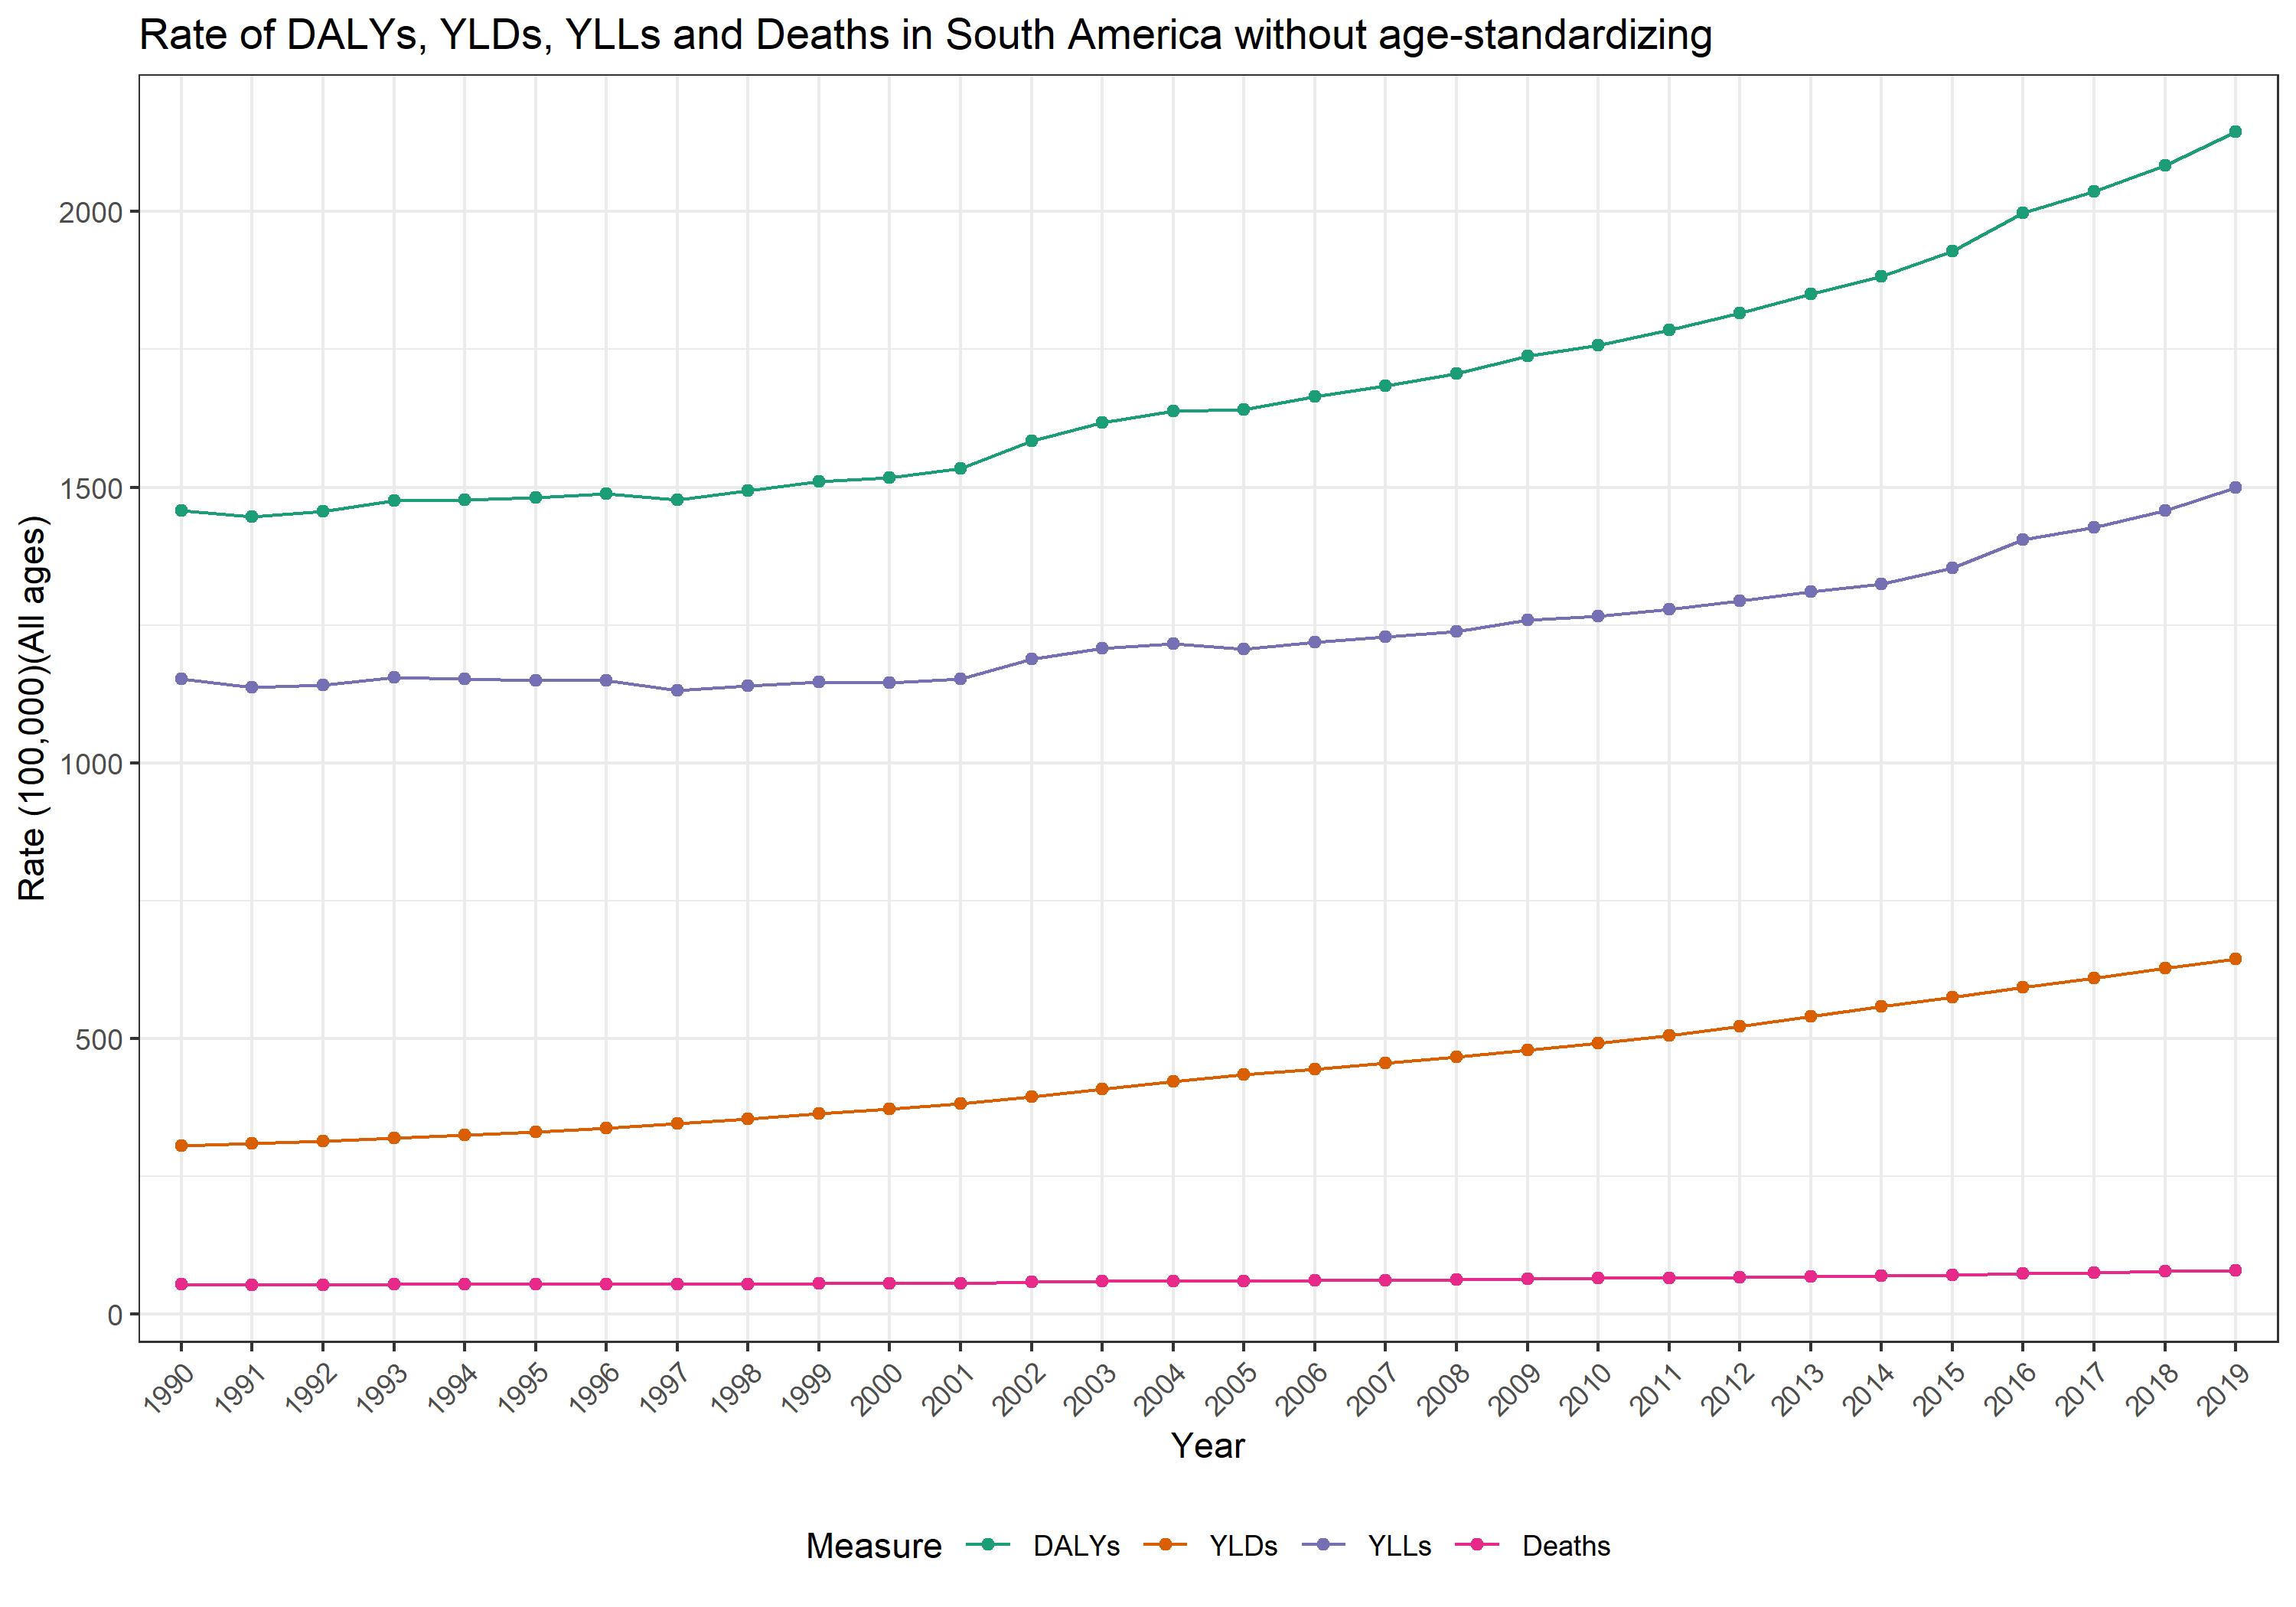 Rate of DALYs, YLDs, YLLs and Deaths in South America without age-standardizing
Rate (100,000)(All ages)
2000
1500
1000
500
0
1990 1991 1992 1993 1994 1995 1996 1997 1998 1999 2000 2001 2002 2003 2004 2005 2006 2007 2008 2009 2010 2011 2012 2013 2014 2015 2016 2017 2018 2019
Year
Measure DALYs YLDs YLLs Deaths